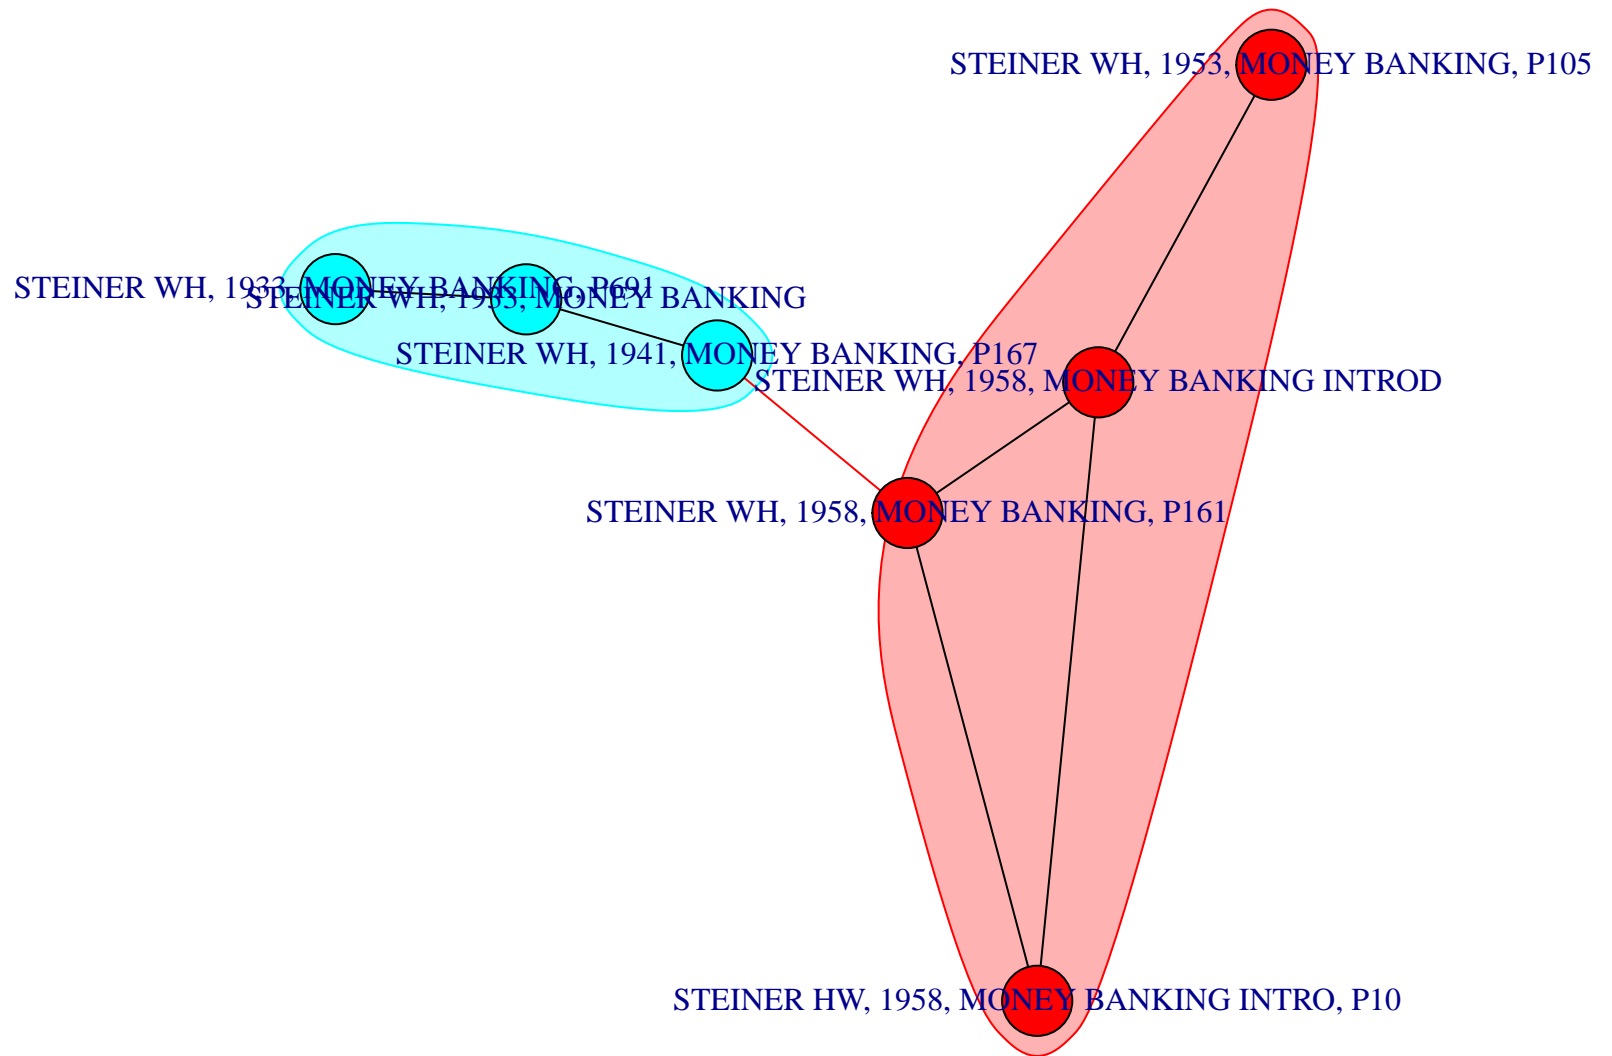 STEINER WH, 1953, MONEY BANKING, P105
STEINER WH, 1933, MONEY BANKING, P691
STEINER WH, 1933, MONEY BANKING
STEINER WH, 1941, MONEY BANKING, P167
STEINER WH, 1958, MONEY BANKING INTROD
STEINER WH, 1958, MONEY BANKING, P161
STEINER HW, 1958, MONEY BANKING INTRO, P10